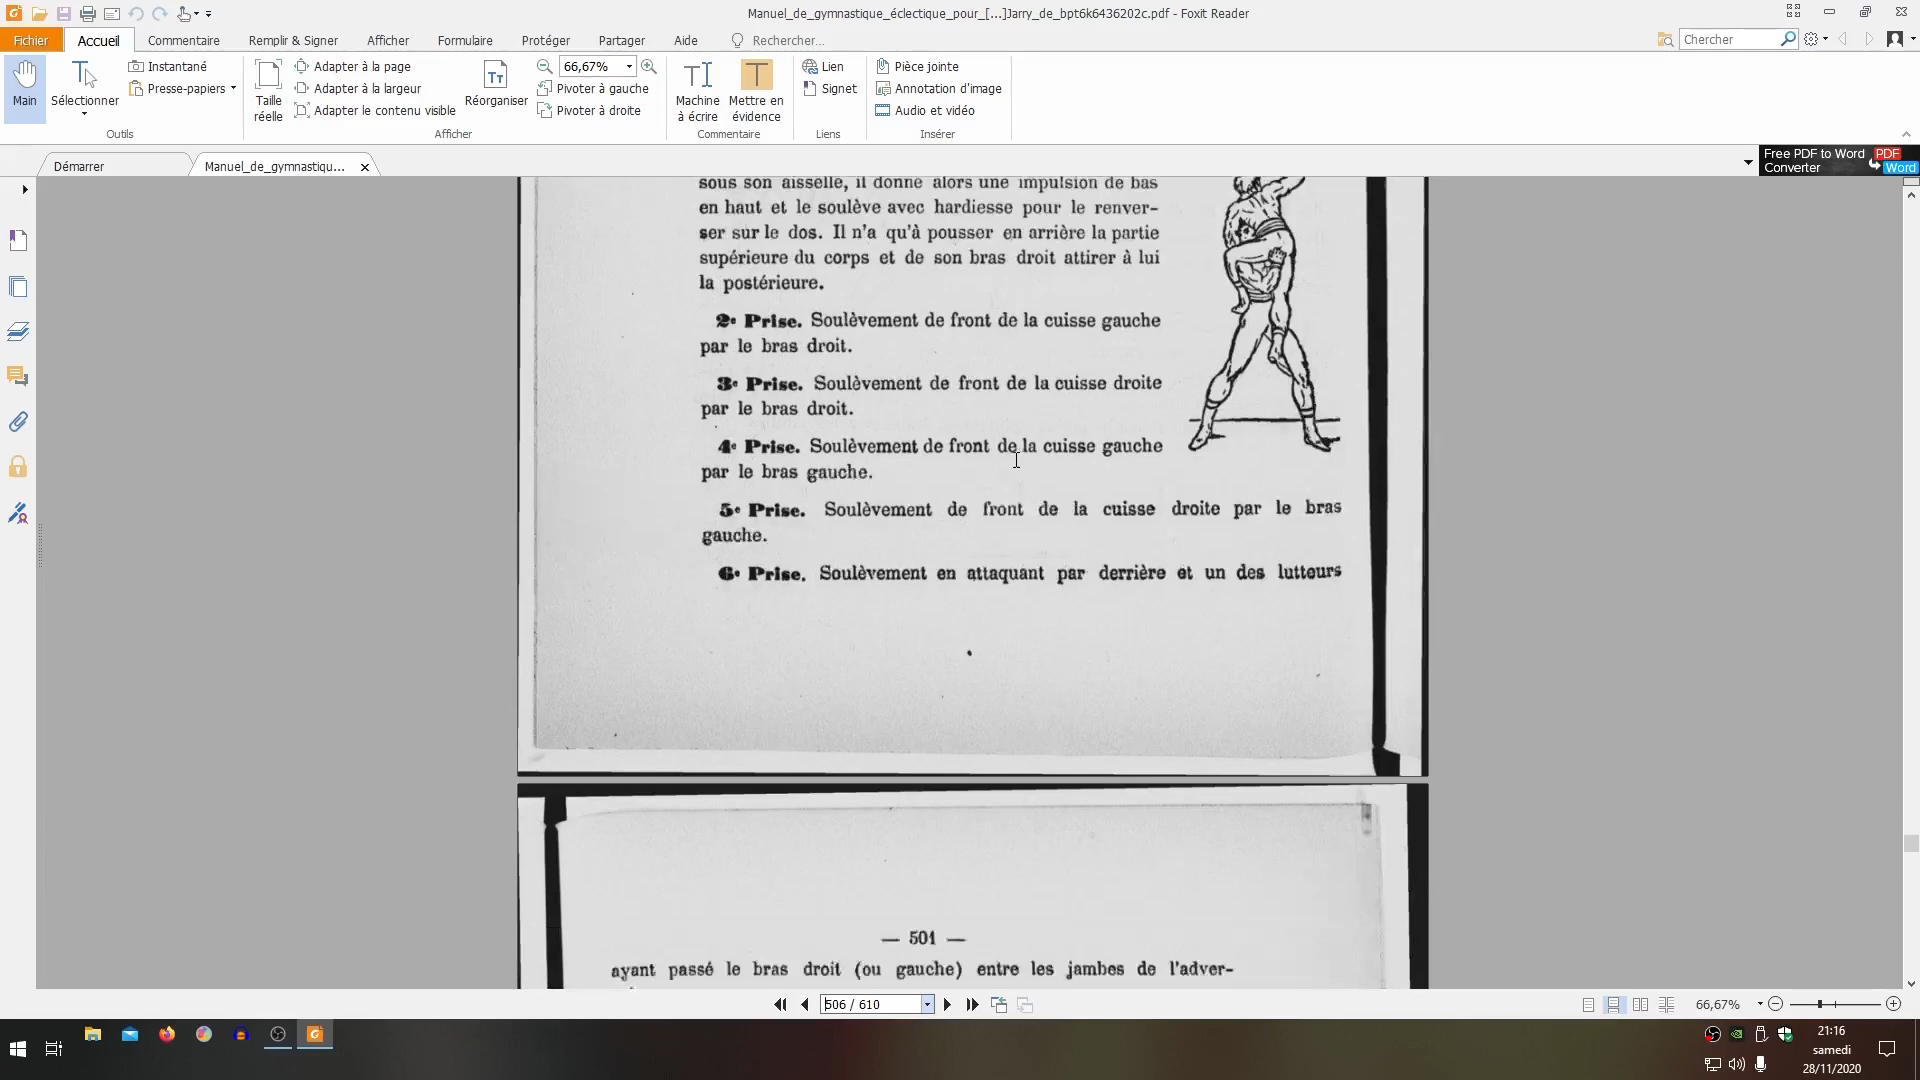 Manuel_de_gymnastique_éclectique_pour_[...]Jarry_de_bpt6k6436202c.pdf - Foxit Reader
Fichier
Accueil
Commentaire
Remplir & Signer
Afficher
Formulaire
Protéger
Partager
Aide
Rechercher...
Chercher
Main
Sélectionner
Instantané
Presse-papiers
Outils
Taille
réelle
Adapter à la page
Adapter à la largeur
Adapter le contenu visible
Réorganiser
66,67%
Pivoter à gauche
Pivoter à droite
Afficher
Machine
à écrire
Mettre en
évidence
Commentaire
Lien
Signet
Liens
Pièce jointe
Annotation d'image
Audio et vidéo
Insérer
Démarrer
Manuel_de_gymnastiqu...
Free PDF to Word
Converter
PDF
Word
sous son aisselle, il donne alors une impulsion de bas
en haut et le soulève avec hardiesse pour le renver-
ser sur le dos. Il n'a qu'à pousser en arrière la partie
supérieure du corps et de son bras droit attirer à lui
la postérieure.
2e Prise. Soulèvement de front de la cuisse gauche
par le bras droit.
3e Prise. Soulèvement de front de la cuisse droite
par le bras droit.
4e Prise. Soulèvement de front de la cuisse gauche
par le bras gauche.
5e Prise. Soulèvement de front de la cuisse droite par le bras
gauche.
6e Prise. Soulèvement en attaquant par derrière et un des lutteurs
— 501 —
ayant passé le bras droit (ou gauche) entre les jambes de l'adver-
506 / 610
66,67%
21:16
samedi
28/11/2020